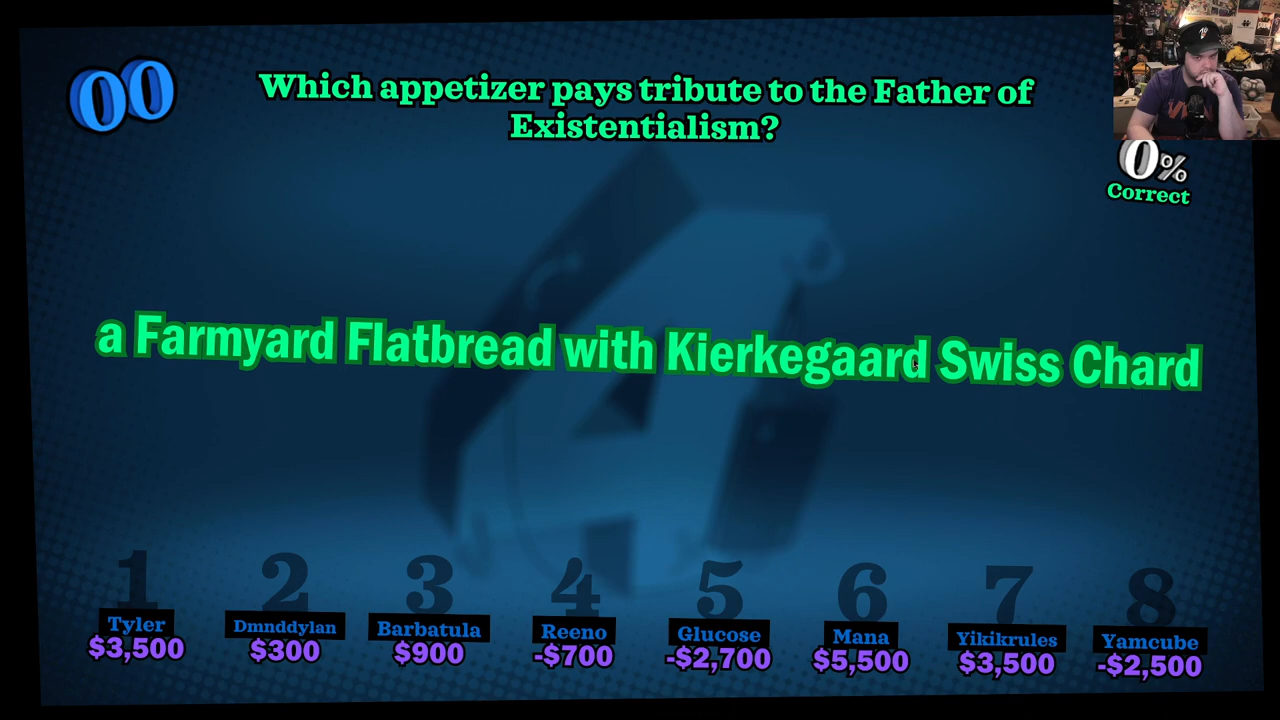 00
Which appetizer pays tribute to the Father of
Existentialism?
0%
Correct
a Farmyard Flatbread with Kierkegaard Swiss Chard
1 2 3 4 5 6 7 8
Tyler Dmnddylan Barbatula Reeno Glucose Mana Yikikrules Yamcube
$3,500 $300 $900 -$700 -$2,700 $5,500 $3,500 -$2,500